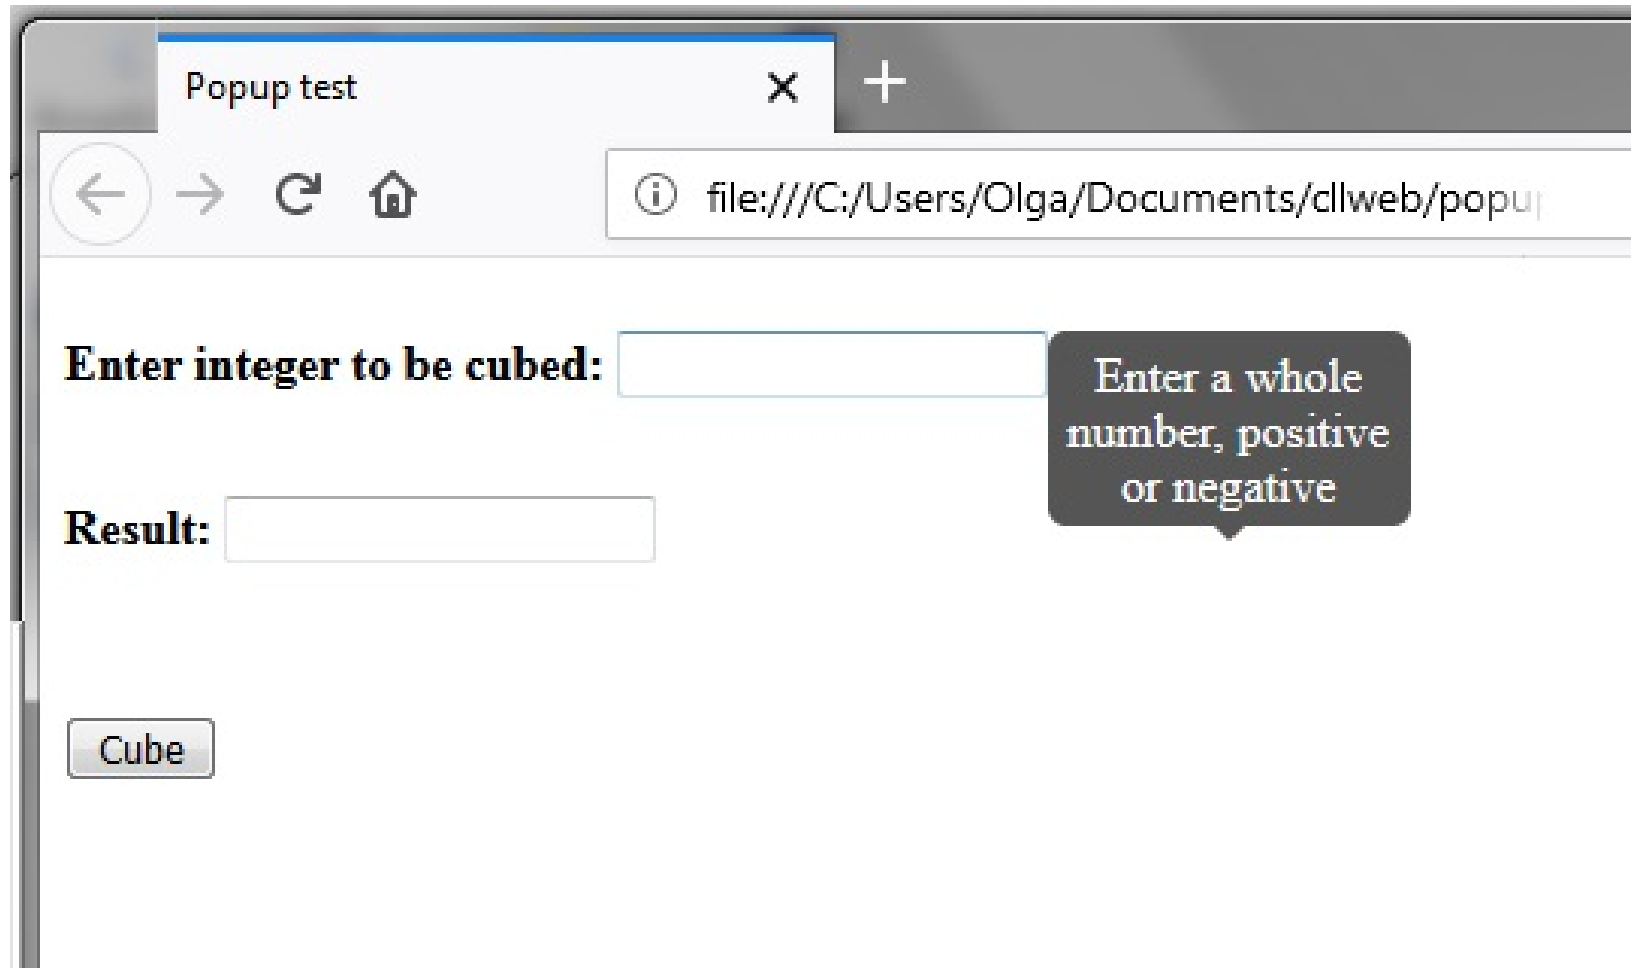 Popup test
file:///C:/Users/Olga/Documents/cllweb/popup
Enter integer to be cubed:
Enter a whole
number, positive
or negative
Result:
Cube